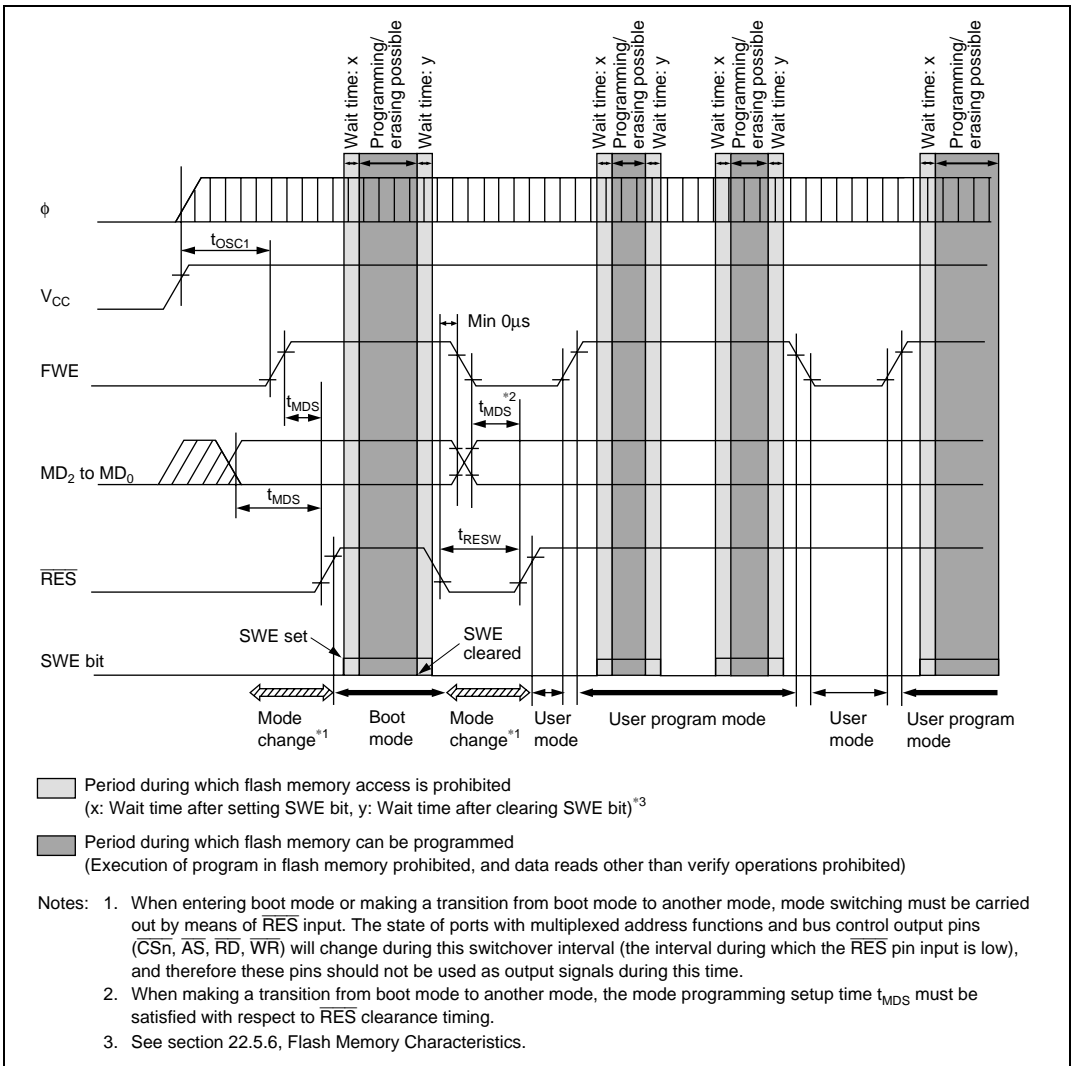 Wait time: x
Programming/
erasing possible
Wait time: y
Wait time: x
Programming/
erasing possible
Wait time: y
Wait time: x
Programming/
erasing possible
Wait time: y
Wait time: x
Programming/
erasing possible
ϕ
tOSC1
VCC
Min 0μs
FWE
tMDS
tMDS*2
MD2 to MD0
tMDS
tRESW
RES
SWE set
SWE
cleared
SWE bit
Mode
change*1
Boot
mode
Mode
change*1
User
mode
User program mode
User
mode
User program
mode
Period during which flash memory access is prohibited
(x: Wait time after setting SWE bit, y: Wait time after clearing SWE bit)*3
Period during which flash memory can be programmed
(Execution of program in flash memory prohibited, and data reads other than verify operations prohibited)
Notes: 1. When entering boot mode or making a transition from boot mode to another mode, mode switching must be carried
out by means of RES input. The state of ports with multiplexed address functions and bus control output pins
(CSn, AS, RD, WR) will change during this switchover interval (the interval during which the RES pin input is low),
and therefore these pins should not be used as output signals during this time.
2. When making a transition from boot mode to another mode, the mode programming setup time tMDS must be
satisfied with respect to RES clearance timing.
3. See section 22.5.6, Flash Memory Characteristics.